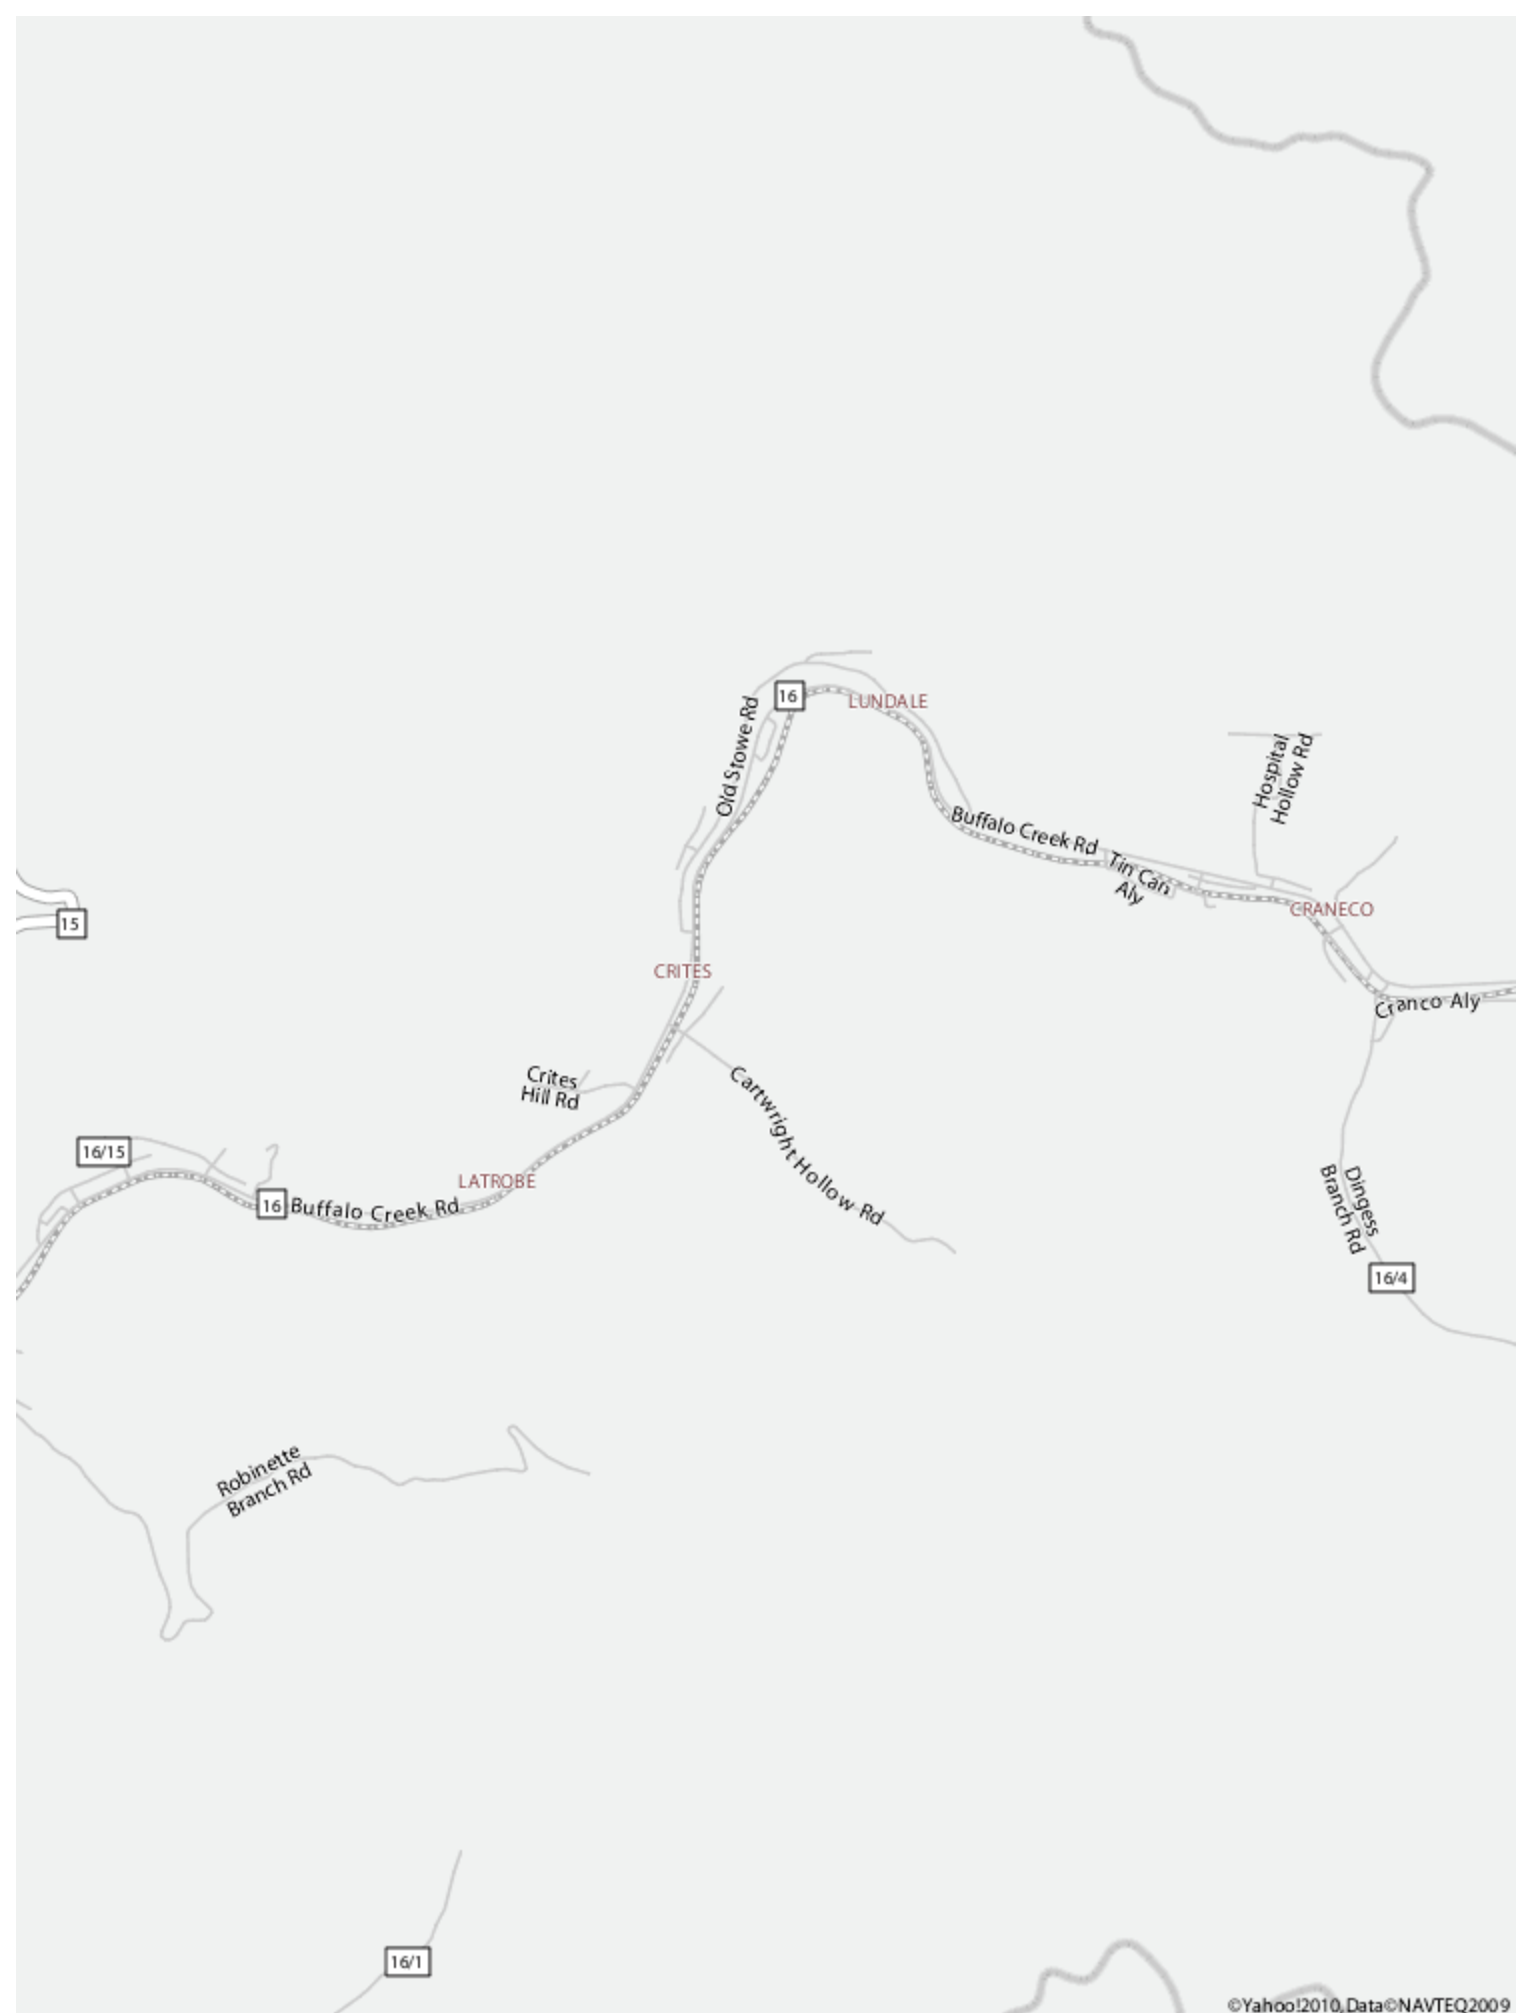 16
LUNDALE
Old Stowe Rd
Hospital
Hollow Rd
Buffalo Creek Rd
Tin Can
Aly
15
CRANECO
CRITES
Cranco Aly
Crites
Hill Rd
Cartwright Hollow Rd
16/15
LATROBE
16
Buffalo Creek Rd
Dingess
Branch Rd
16/4
Robinette
Branch Rd
16/1
©Yahoo!2010,Data©NAVTEQ2009